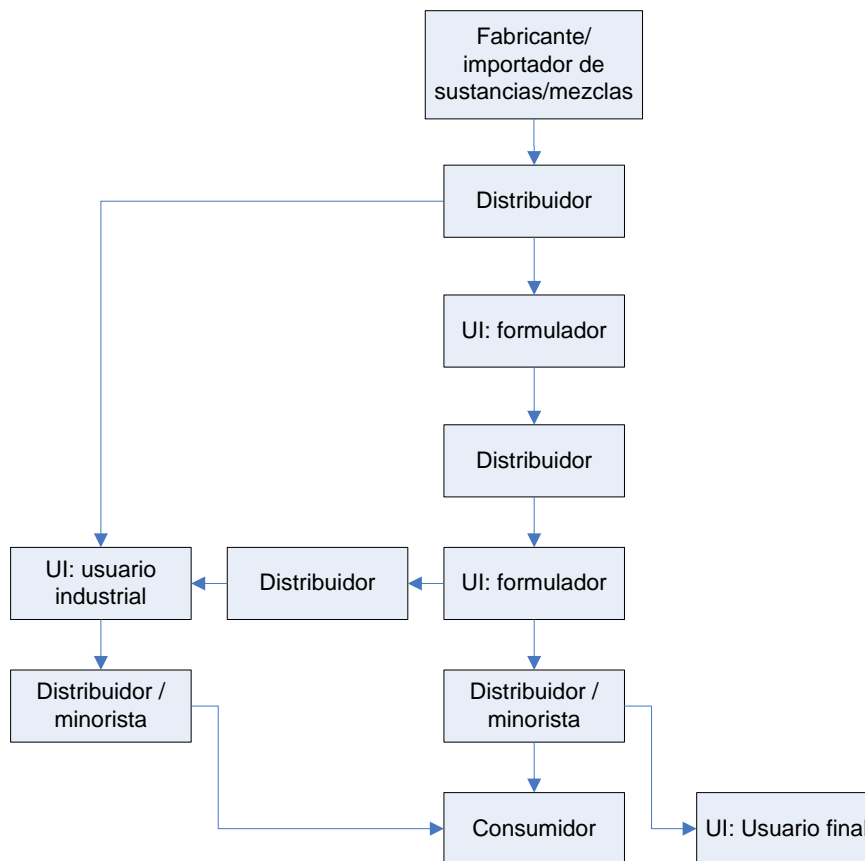 Fabricante/
importador de
sustancias/mezclas
Distribuidor
UI: formulador
Distribuidor
UI: usuario
industrial
Distribuidor
UI: formulador
Distribuidor /
minorista
Distribuidor /
minorista
Consumidor
UI: Usuario final